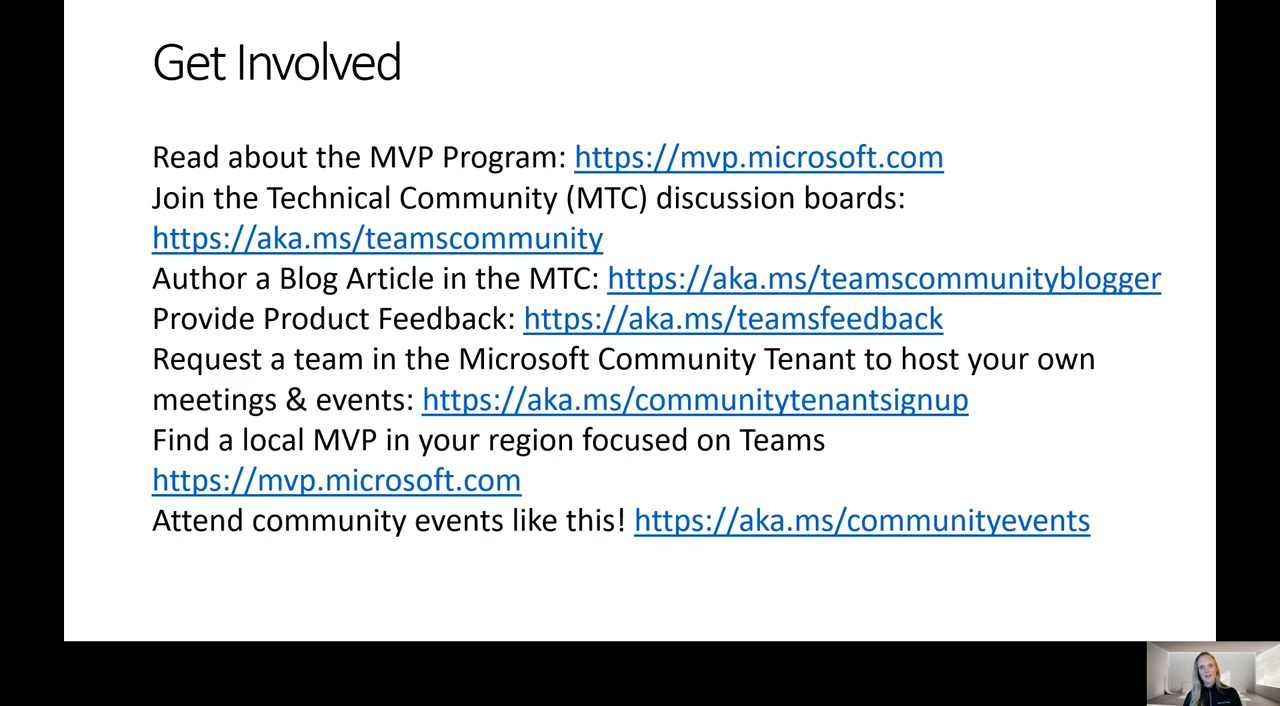 Get Involved
Read about the MVP Program: https://mvp.microsoft.com
Join the Technical Community (MTC) discussion boards:
https://aka.ms/teamscommunity
Author a Blog Article in the MTC: https://aka.ms/teamscommunityblogger
Provide Product Feedback: https://aka.ms/teamsfeedback
Request a team in the Microsoft Community Tenant to host your own
meetings & events: https://aka.ms/communitytenantsignup
Find a local MVP in your region focused on Teams
https://mvp.microsoft.com
Attend community events like this! https://aka.ms/communityevents